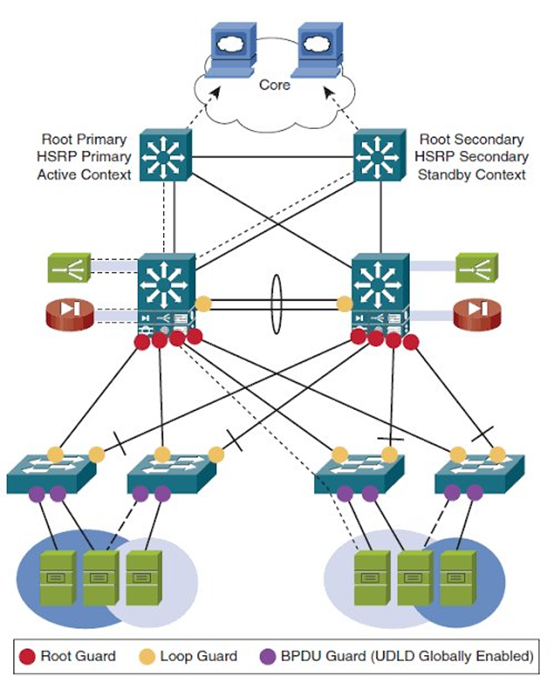 Core
Root Primary
HSRP Primary
Active Context
Root Secondary
HSRP Secondary
Standby Context
Root Guard
Loop Guard
BPDU Guard (UDLD Globally Enabled)